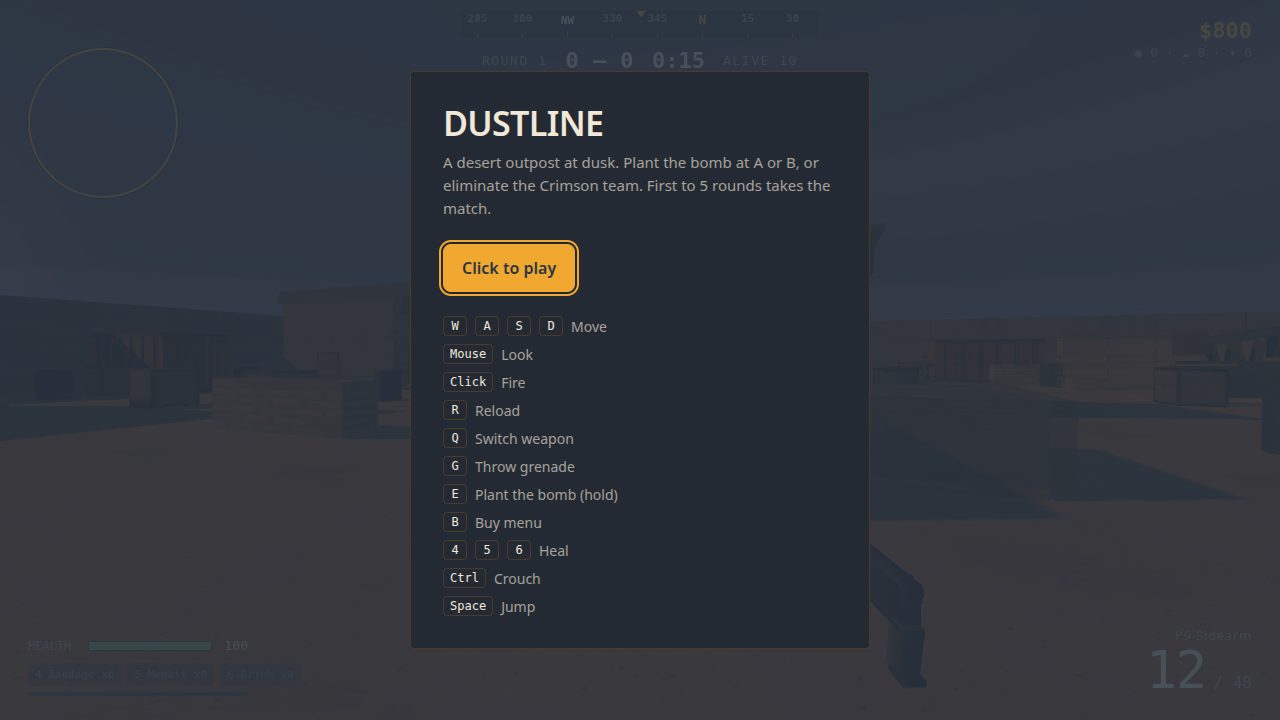 285 300 NW 330 345 N 15 30
$800
ROUND 1 0 — 0 0:15 ALIVE 10
0 · 0 · 0
DUSTLINE
A desert outpost at dusk. Plant the bomb at A or B, or
eliminate the Crimson team. First to 5 rounds takes the
match.
Click to play
W A S D Move
Mouse Look
Click Fire
R Reload
Q Switch weapon
G Throw grenade
E Plant the bomb (hold)
B Buy menu
4 5 6 Heal
Ctrl Crouch
Space Jump
HEALTH 100
4 Bandage x0 5 Medkit x0 6 Drink x0
P9 Sidearm
12 / 48